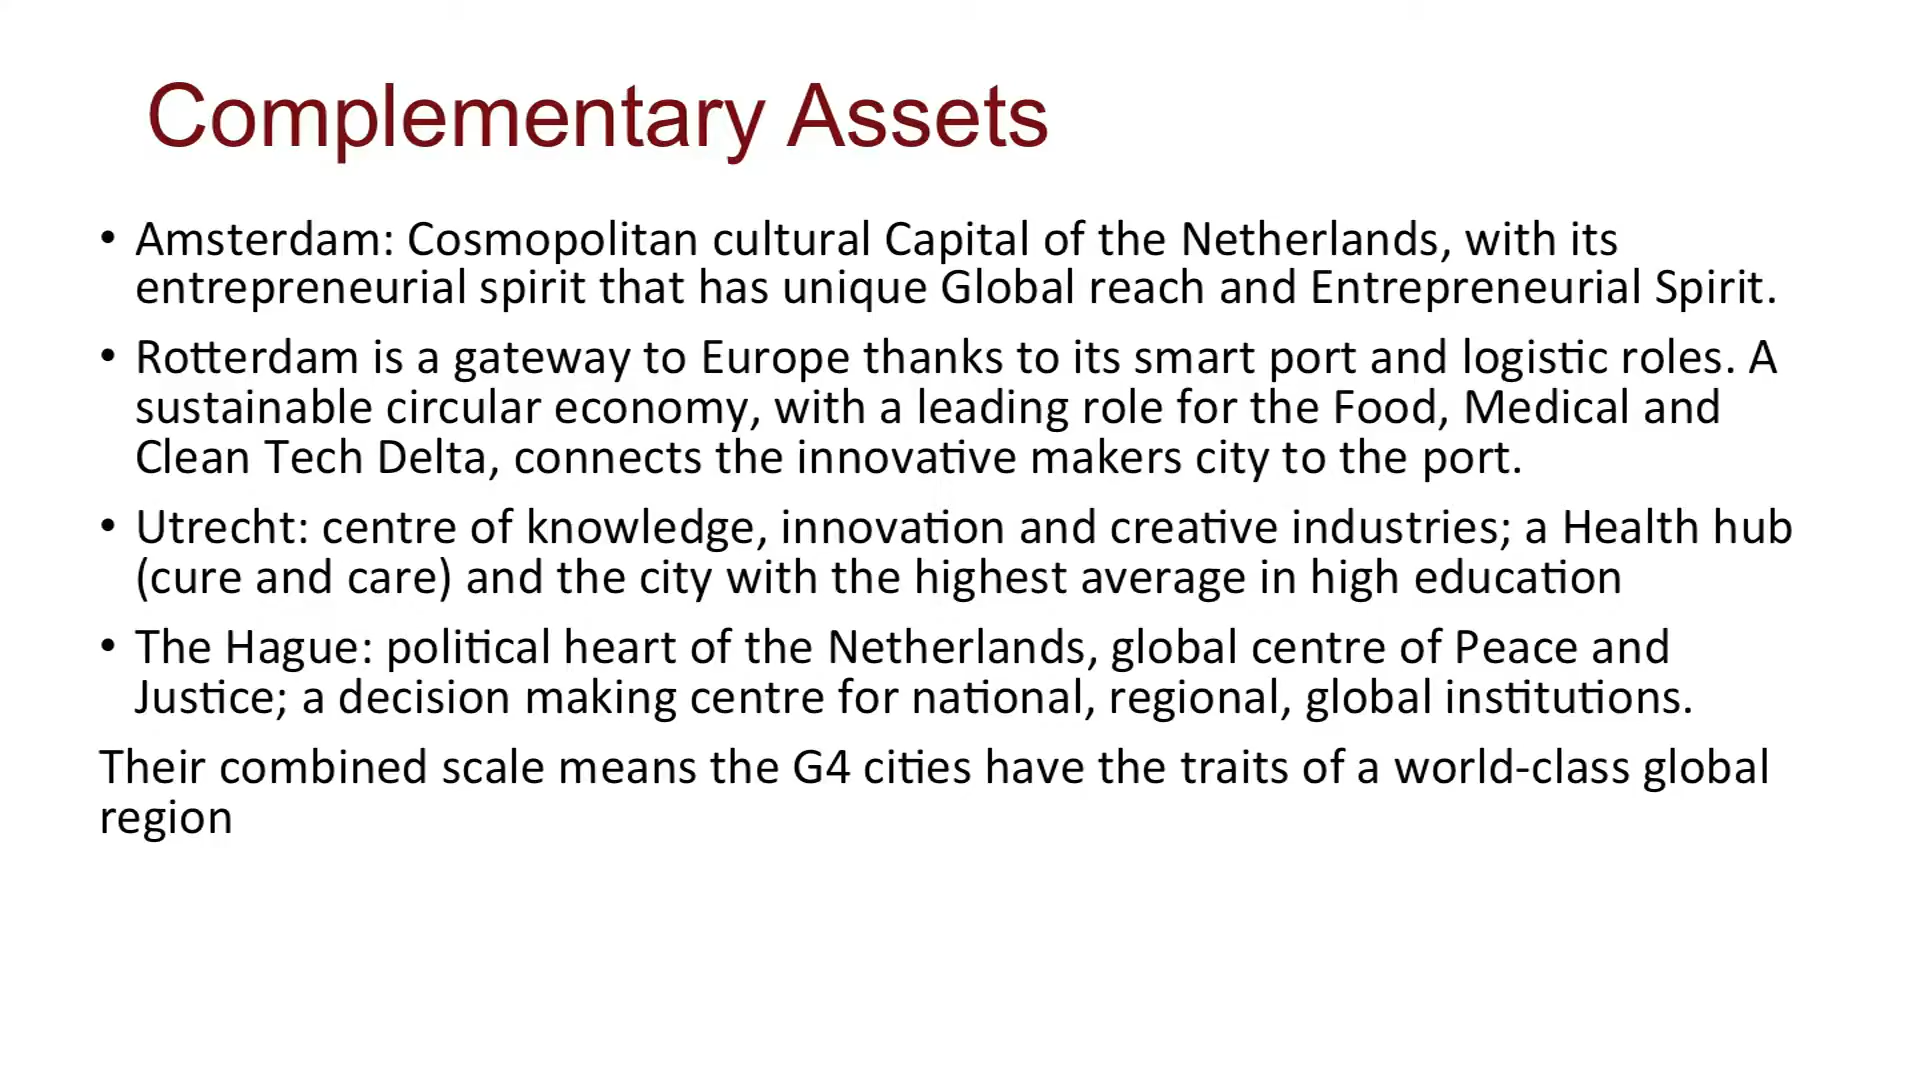 Complementary Assets
• Amsterdam: Cosmopolitan cultural Capital of the Netherlands, with its
entrepreneurial spirit that has unique Global reach and Entrepreneurial Spirit.
• Rotterdam is a gateway to Europe thanks to its smart port and logistic roles. A
sustainable circular economy, with a leading role for the Food, Medical and
Clean Tech Delta, connects the innovative makers city to the port.
• Utrecht: centre of knowledge, innovation and creative industries; a Health hub
(cure and care) and the city with the highest average in high education
• The Hague: political heart of the Netherlands, global centre of Peace and
Justice; a decision making centre for national, regional, global institutions.
Their combined scale means the G4 cities have the traits of a world-class global
region